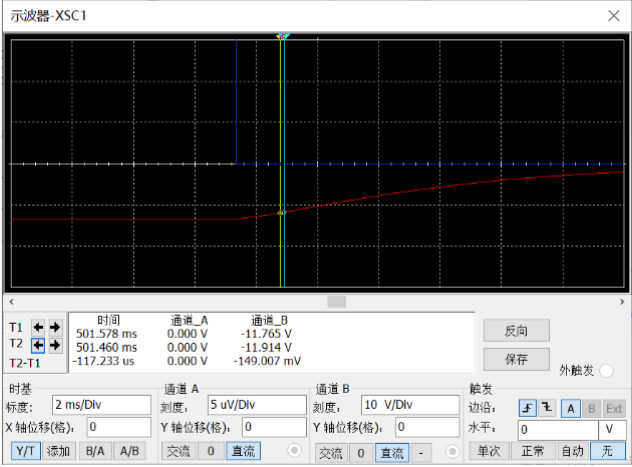 示波器-XSC1
时间 通道_A 通道_B
T1 501.578 ms 0.000 V -11.765 V
T2 501.460 ms 0.000 V -11.914 V
T2-T1 -117.233 us 0.000 V -149.007 mV
反向
保存
外触发
时基
标度: 2 ms/Div
X 轴位移(格): 0
Y/T 添加 B/A A/B
通道 A
刻度: 5 uV/Div
Y 轴位移(格): 0
交流 0 直流
通道 B
刻度: 10 V/Div
Y 轴位移(格): 0
交流 0 直流 -
触发
边沿: A B Ext
水平: 0 V
单次 正常 自动 无